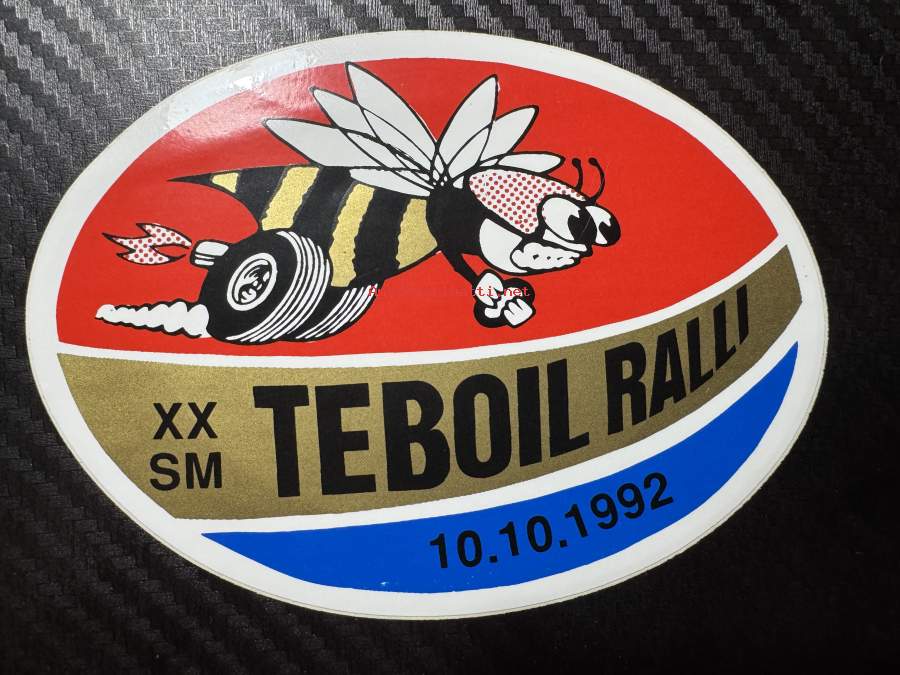 XX
SM
TEBOIL RALLI
10.10.1992